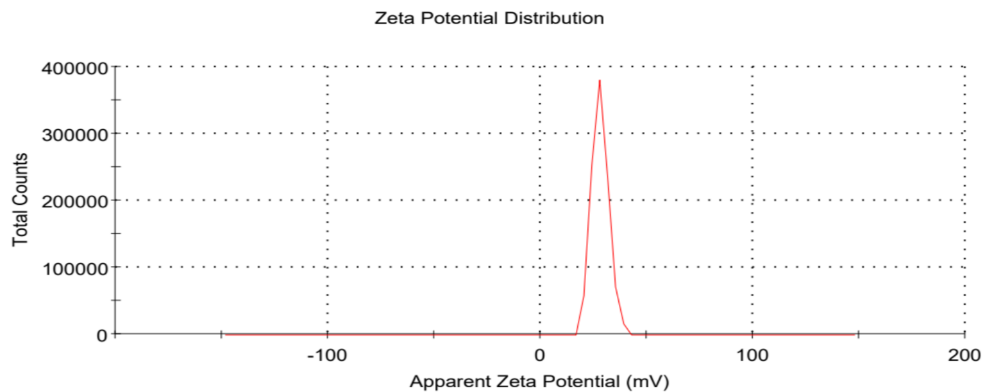 Zeta Potential Distribution
400000
300000
200000
100000
0
Total Counts
-100 0 100 200
Apparent Zeta Potential (mV)